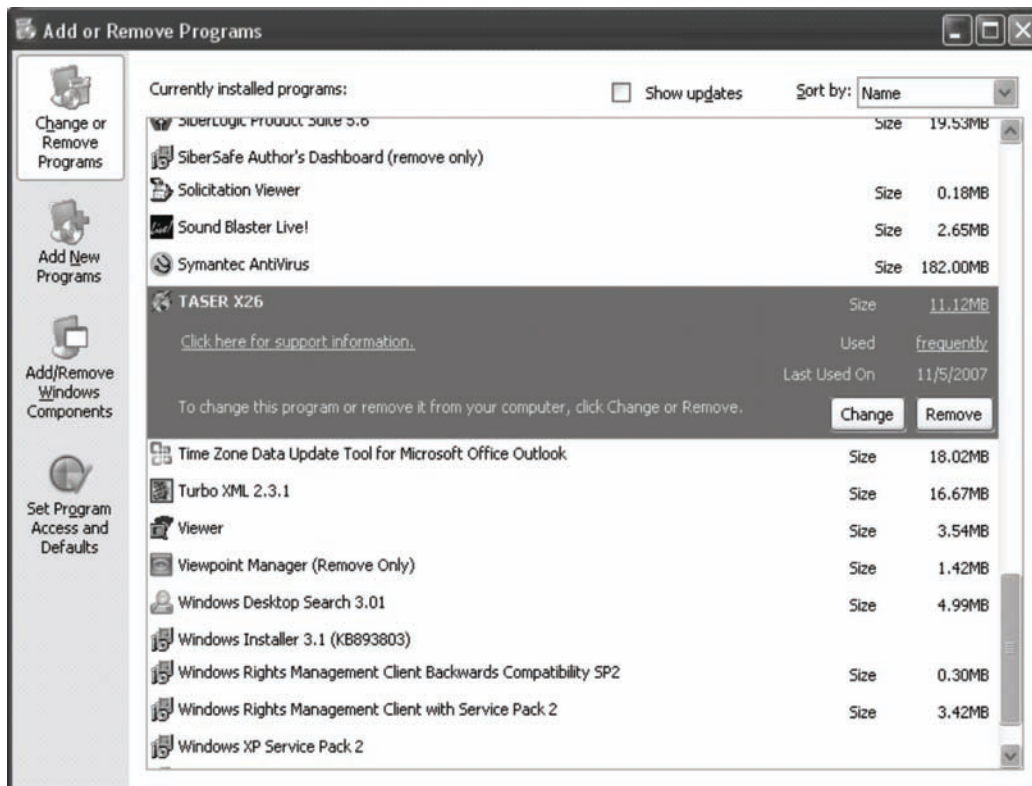 Add or Remove Programs
Change or
Remove
Programs
Add New
Programs
Add/Remove
Windows
Components
Set Program
Access and
Defaults
Currently installed programs:
Show updates
Sort by: Name
SiberLogic Product Suite 5.6 Size 19.53MB
SiberSafe Author's Dashboard (remove only)
Solicitation Viewer Size 0.18MB
Sound Blaster Live! Size 2.65MB
Symantec AntiVirus Size 182.00MB
TASER X26 Size 11.12MB
Click here for support information. Used frequently
Last Used On 11/5/2007
To change this program or remove it from your computer, click Change or Remove. Change Remove
Time Zone Data Update Tool for Microsoft Office Outlook Size 18.02MB
Turbo XML 2.3.1 Size 16.67MB
Viewer Size 3.54MB
Viewpoint Manager (Remove Only) Size 1.42MB
Windows Desktop Search 3.01 Size 4.99MB
Windows Installer 3.1 (KB893803)
Windows Rights Management Client Backwards Compatibility SP2 Size 0.30MB
Windows Rights Management Client with Service Pack 2 Size 3.42MB
Windows XP Service Pack 2